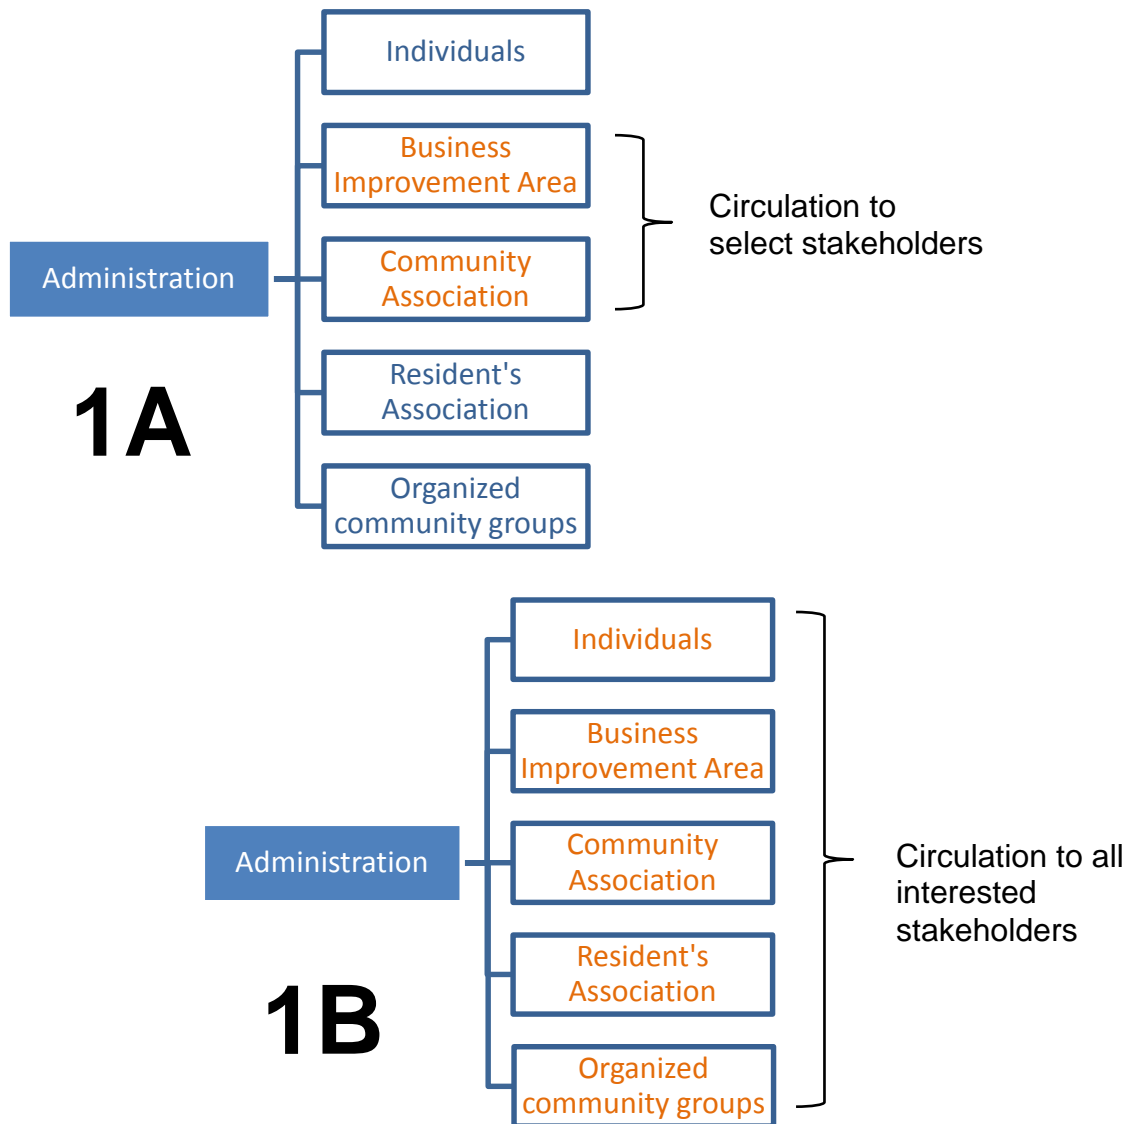 Individuals
Business
Improvement Area
Circulation to
select stakeholders
Administration
Community
Association
Resident's
Association
1A
Organized
community groups
Individuals
Business
Improvement Area
Administration
Community
Association
Circulation to all
interested
stakeholders
Resident's
Association
1B
Organized
community groups